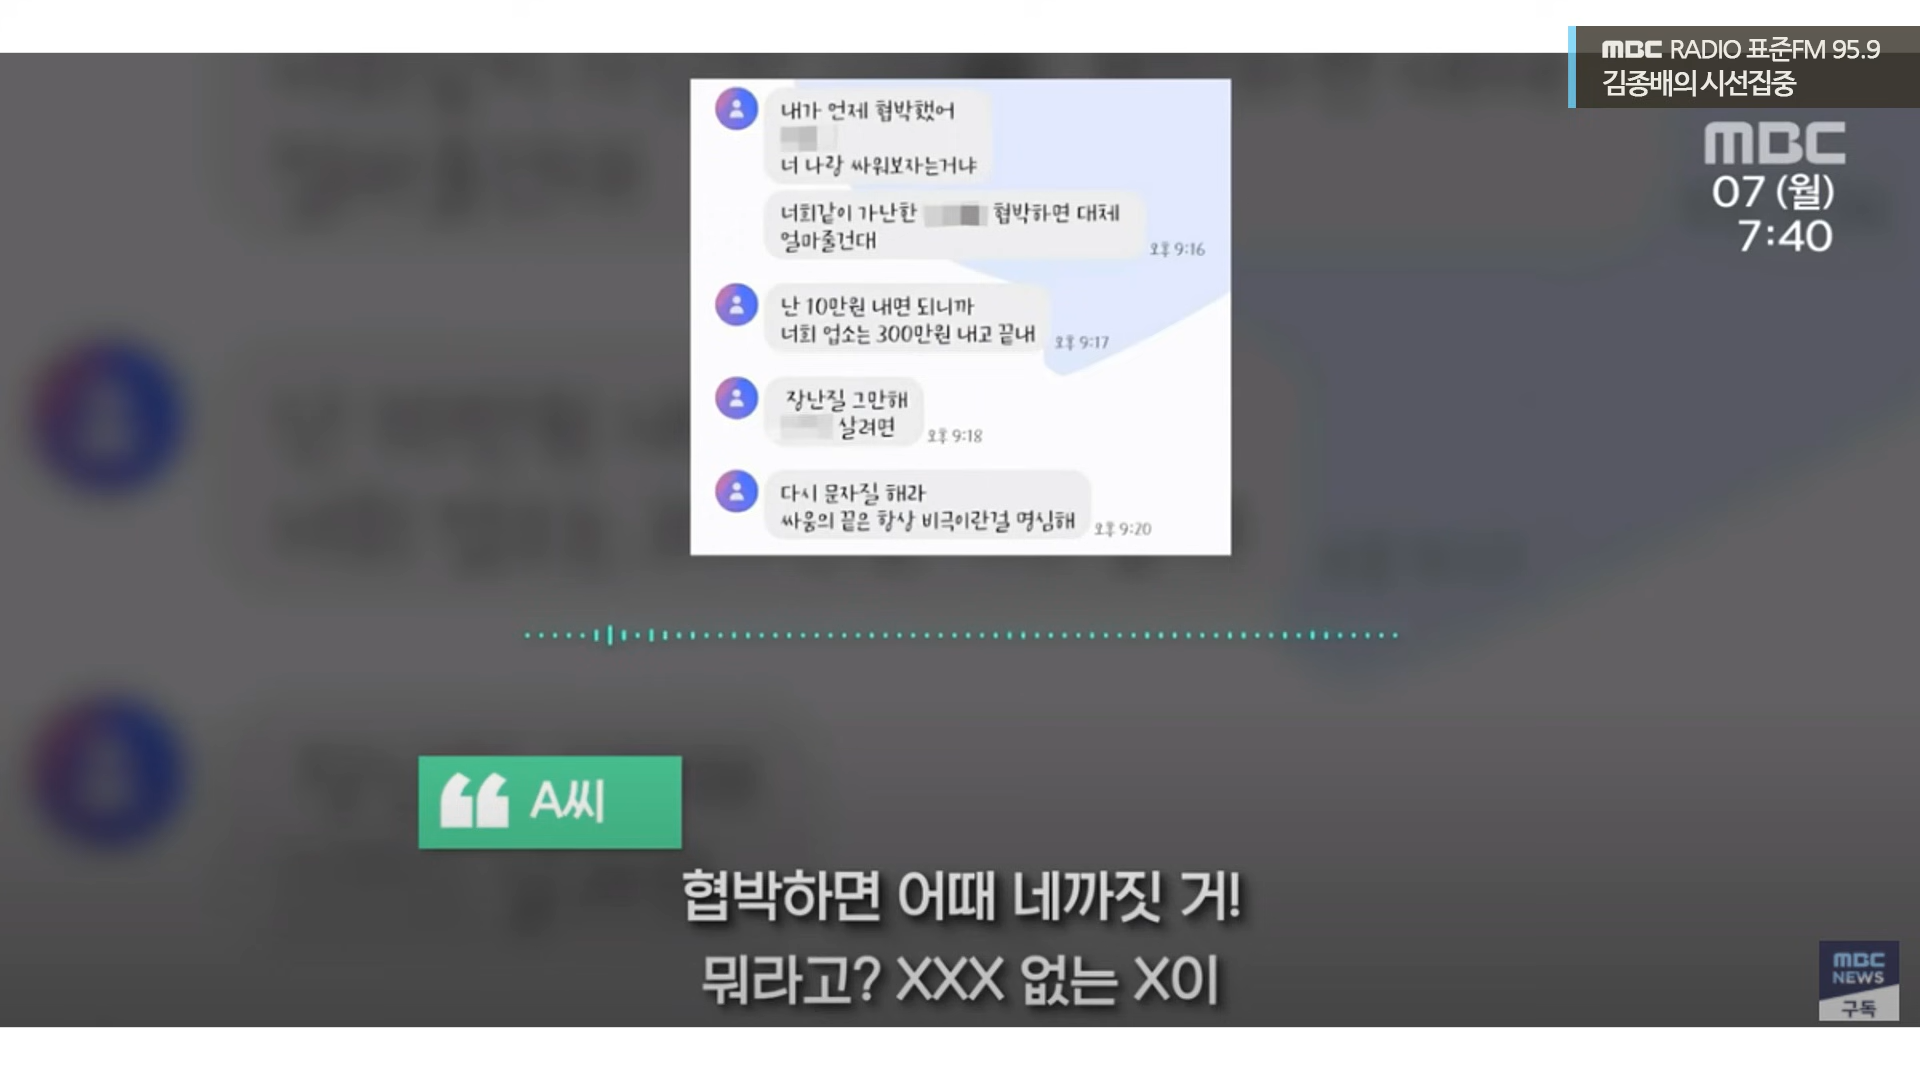 MBC RADIO 표준FM 95.9
김종배의 시선집중
MBC
07 (월)
7:40
내가 언제 협박했어
너 나랑 싸워보자는거냐
너희같이 가난한 협박하면 대체
얼마줄건대
오후 9:16
난 10만원 내면 되니까
너희 업소는 300만원 내고 끝내
오후 9:17
장난질 그만해
살려면
오후 9:18
다시 문자질 해라
싸움의 끝은 항상 비극이란걸 명심해
오후 9:20
A씨
협박하면 어때 네까짓 거!
뭐라고? XXX 없는 X이
MBC
NEWS
구독